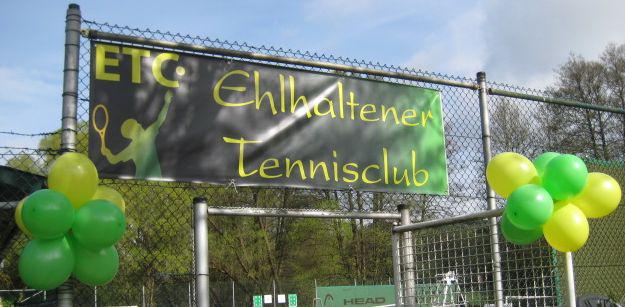 ETC
Ehlhaltener
Tennisclub
HEAD